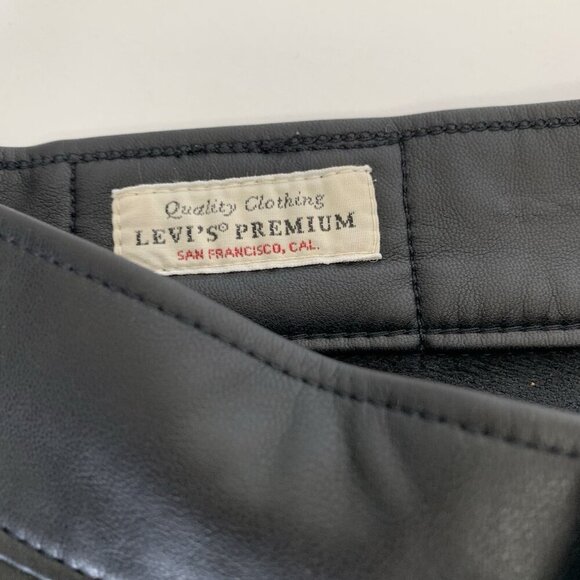 Quality Clothing
LEVI'S® PREMIUM
SAN FRANCISCO, CAL.